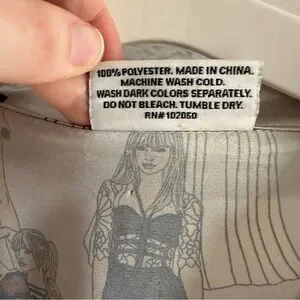 100% POLYESTER. MADE IN CHINA.
MACHINE WASH COLD.
WASH DARK COLORS SEPARATELY.
DO NOT BLEACH. TUMBLE DRY.
RN#102050